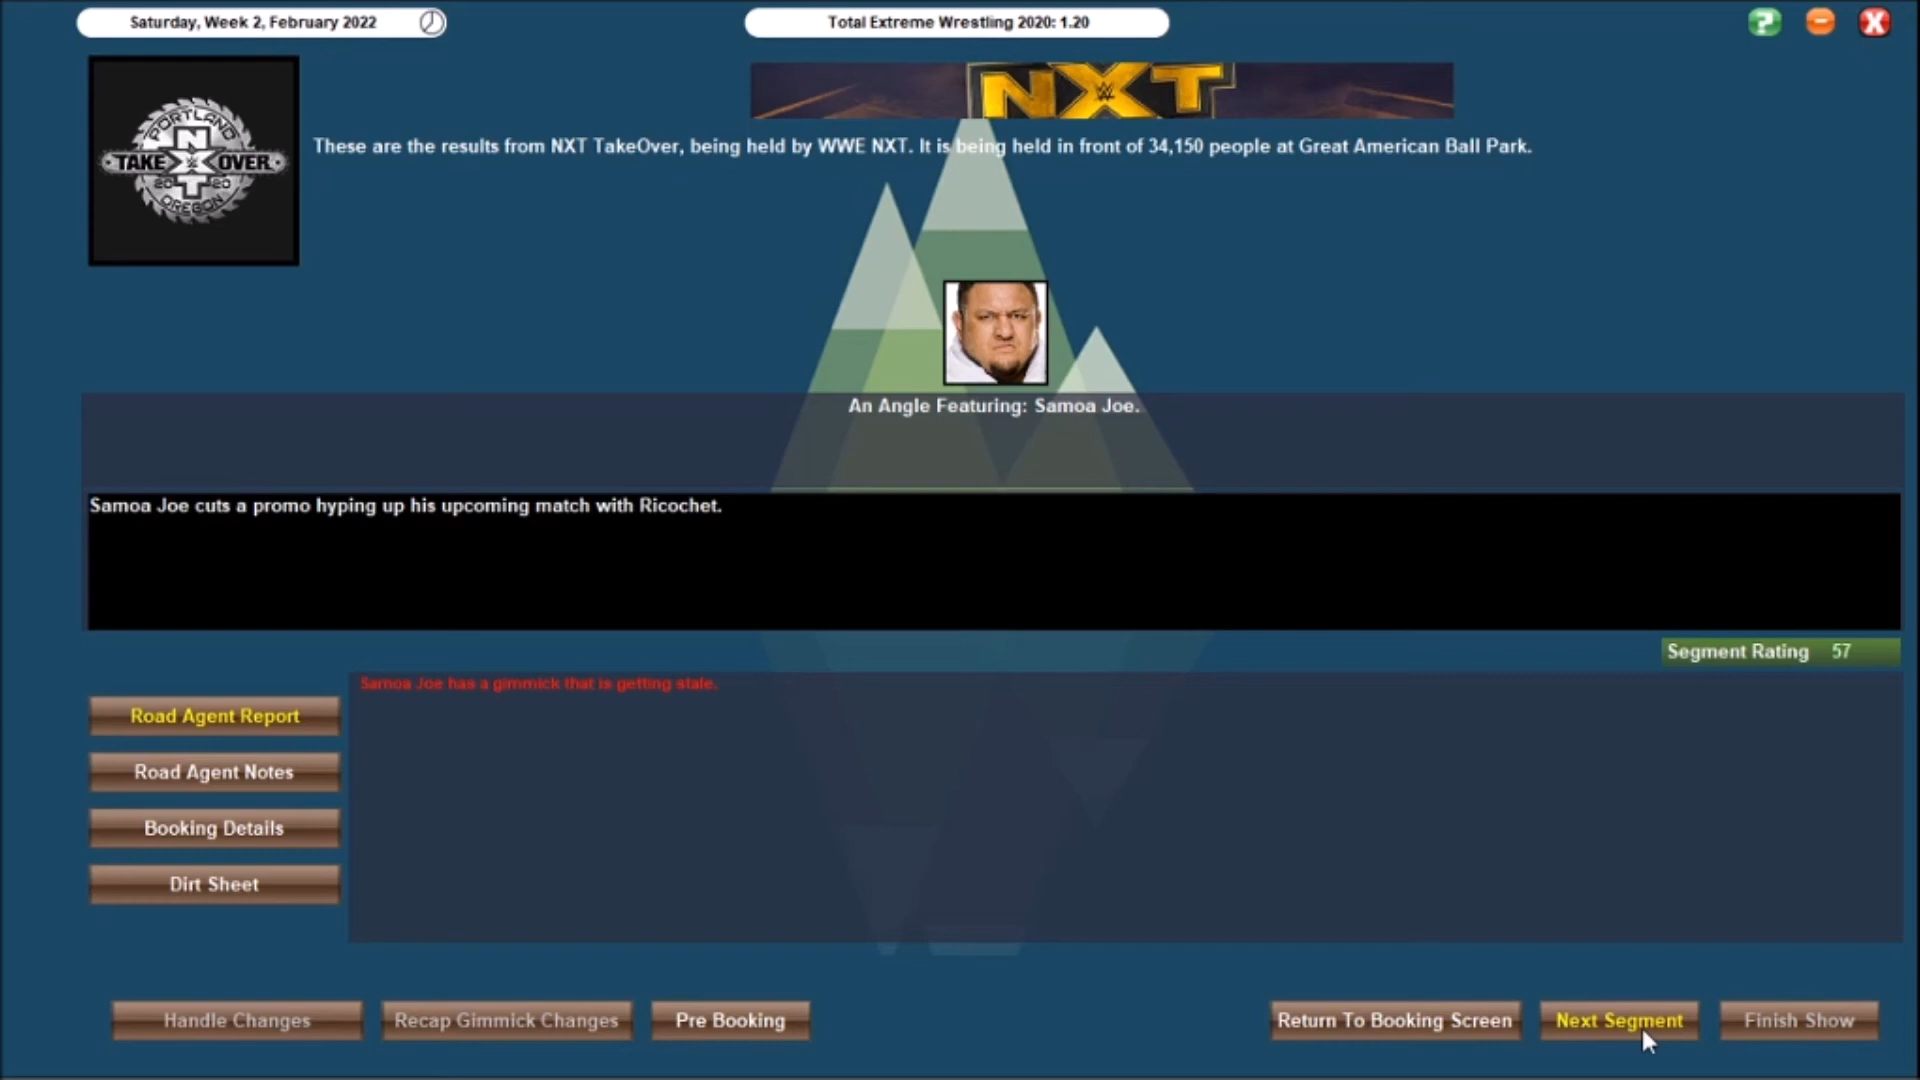 Saturday, Week 2, February 2022
Total Extreme Wrestling 2020: 1.20
?
X
NXT
PORTLAND
N
TAKE X OVER
20 20
T
OREGON
These are the results from NXT TakeOver, being held by WWE NXT. It is being held in front of 34,150 people at Great American Ball Park.
An Angle Featuring: Samoa Joe.
Samoa Joe cuts a promo hyping up his upcoming match with Ricochet.
Segment Rating 57
Samoa Joe has a gimmick that is getting stale.
Road Agent Report
Road Agent Notes
Booking Details
Dirt Sheet
Handle Changes
Recap Gimmick Changes
Pre Booking
Return To Booking Screen
Next Segment
Finish Show